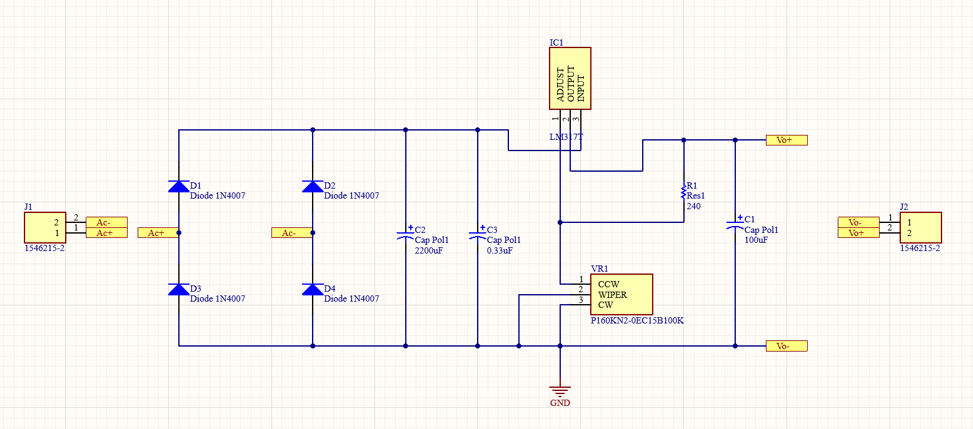 IC1
ADJUST
OUTPUT
INPUT
1
2
3
LM317T
Vo+
D1
Diode 1N4007
D2
Diode 1N4007
R1
Res1
240
J1
2
1
2
1
Ac-
Ac+
1546215-2
Ac+
Ac-
C2
Cap Pol1
2200uF
C3
Cap Pol1
0.33uF
C1
Cap Pol1
100uF
Vo-
Vo+
1
2
J2
1
2
1546215-2
D3
Diode 1N4007
D4
Diode 1N4007
VR1
1
2
3
CCW
WIPER
CW
P160KN2-0EC15B100K
Vo-
GND